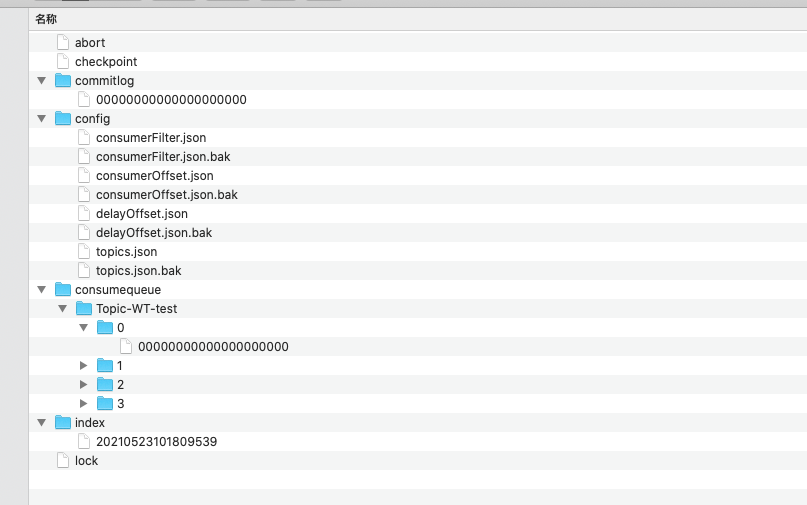 名称
abort
checkpoint
commitlog
00000000000000000000
config
consumerFilter.json
consumerFilter.json.bak
consumerOffset.json
consumerOffset.json.bak
delayOffset.json
delayOffset.json.bak
topics.json
topics.json.bak
consumequeue
Topic-WT-test
0
00000000000000000000
1
2
3
index
20210523101809539
lock